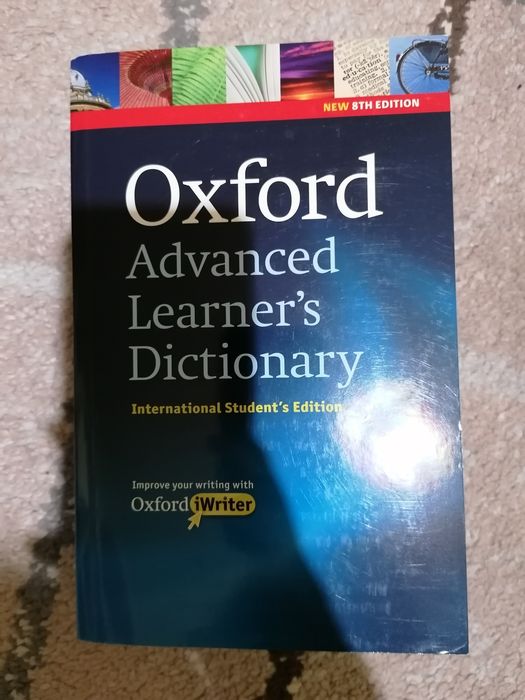 NEW 8TH EDITION
Oxford
Advanced
Learner's
Dictionary
International Student's Edition
Improve your writing with
Oxford iWriter